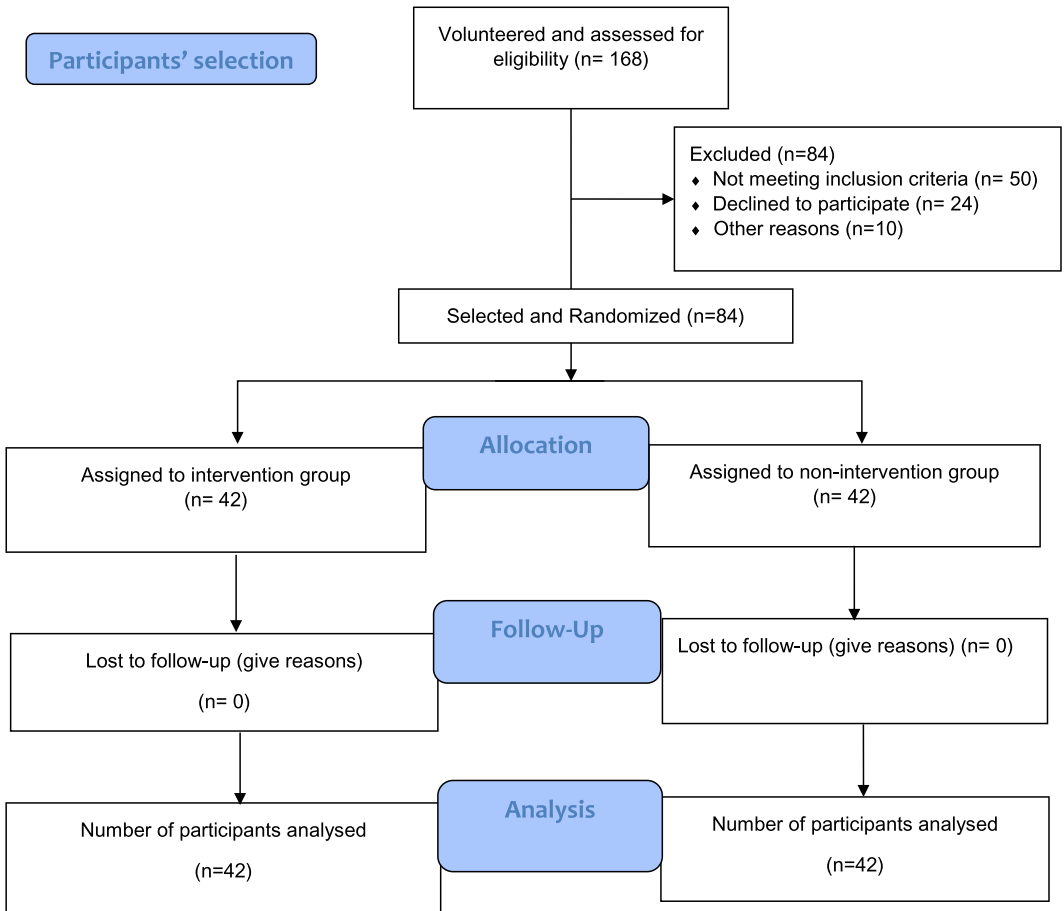 Participants' selection
Volunteered and assessed for
eligibility (n= 168)
Excluded (n=84)
♦ Not meeting inclusion criteria (n= 50)
♦ Declined to participate (n= 24)
♦ Other reasons (n=10)
Selected and Randomized (n=84)
Allocation
Assigned to intervention group
(n= 42)
Assigned to non-intervention group
(n= 42)
Follow-Up
Lost to follow-up (give reasons)
(n= 0)
Lost to follow-up (give reasons) (n= 0)
Analysis
Number of participants analysed
(n=42)
Number of participants analysed
(n=42)